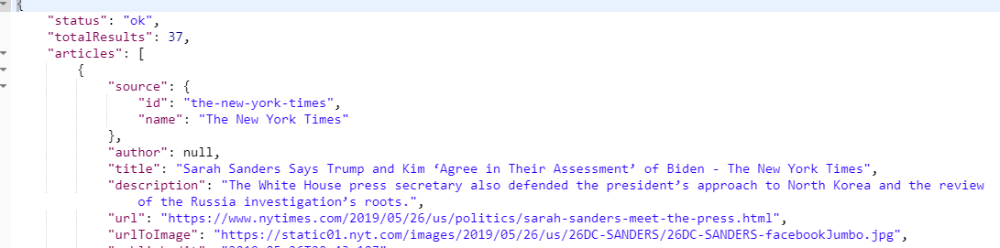 {
"status": "ok",
"totalResults": 37,
"articles": [
{
"source": {
"id": "the-new-york-times",
"name": "The New York Times"
},
"author": null,
"title": "Sarah Sanders Says Trump and Kim ‘Agree in Their Assessment’ of Biden - The New York Times",
"description": "The White House press secretary also defended the president’s approach to North Korea and the review
of the Russia investigation’s roots.",
"url": "https://www.nytimes.com/2019/05/26/us/politics/sarah-sanders-meet-the-press.html",
"urlToImage": "https://static01.nyt.com/images/2019/05/26/us/26DC-SANDERS/26DC-SANDERS-facebookJumbo.jpg",